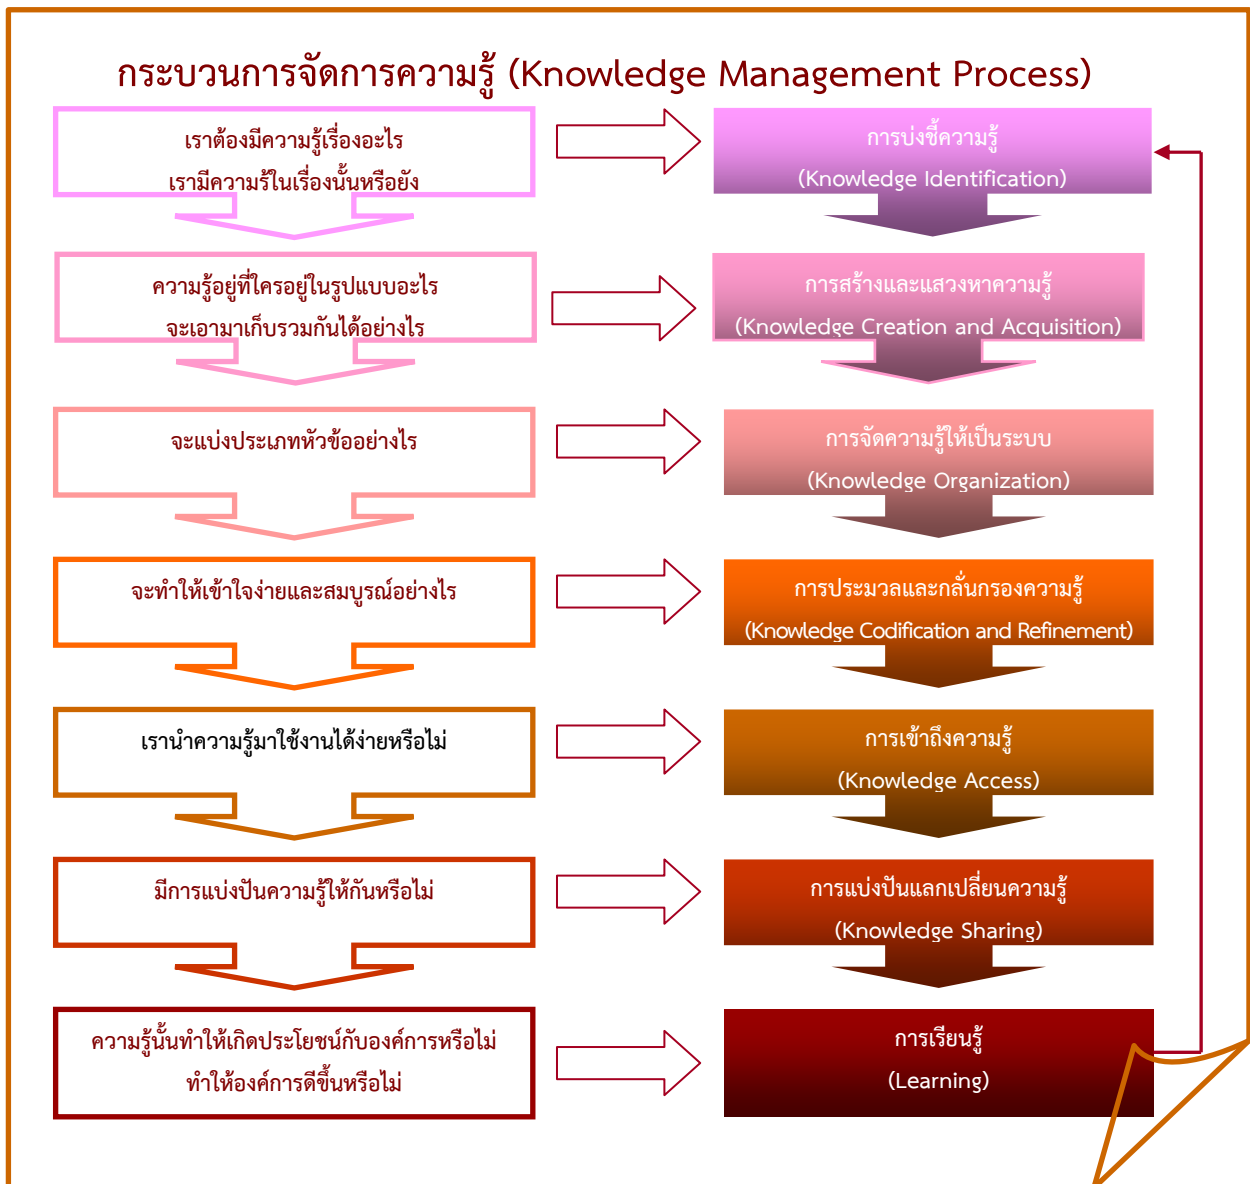 กระบวนการจัดการความรู้ (Knowledge Management Process)
เราต้องมีความรู้เรื่องอะไร
เรามีความรู้ในเรื่องนั้นหรือยัง
การบ่งชี้ความรู้
(Knowledge Identification)
ความรู้อยู่ที่ใครอยู่ในรูปแบบอะไร
จะเอามาเก็บรวมกันได้อย่างไร
การสร้างและแสวงหาความรู้
(Knowledge Creation and Acquisition)
จะแบ่งประเภทหัวข้ออย่างไร
การจัดความรู้ให้เป็นระบบ
(Knowledge Organization)
จะทำให้เข้าใจง่ายและสมบูรณ์อย่างไร
การประมวลและกลั่นกรองความรู้
(Knowledge Codification and Refinement)
เรานำความรู้มาใช้งานได้ง่ายหรือไม่
การเข้าถึงความรู้
(Knowledge Access)
มีการแบ่งปันความรู้ให้กันหรือไม่
การแบ่งปันแลกเปลี่ยนความรู้
(Knowledge Sharing)
ความรู้นั้นทำให้เกิดประโยชน์กับองค์การหรือไม่
ทำให้องค์การดีขึ้นหรือไม่
การเรียนรู้
(Learning)